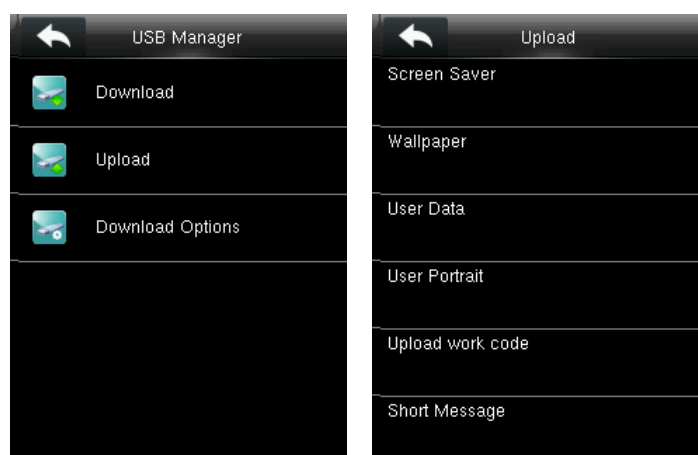 USB Manager
Download
Upload
Download Options
Upload
Screen Saver
Wallpaper
User Data
User Portrait
Upload work code
Short Message